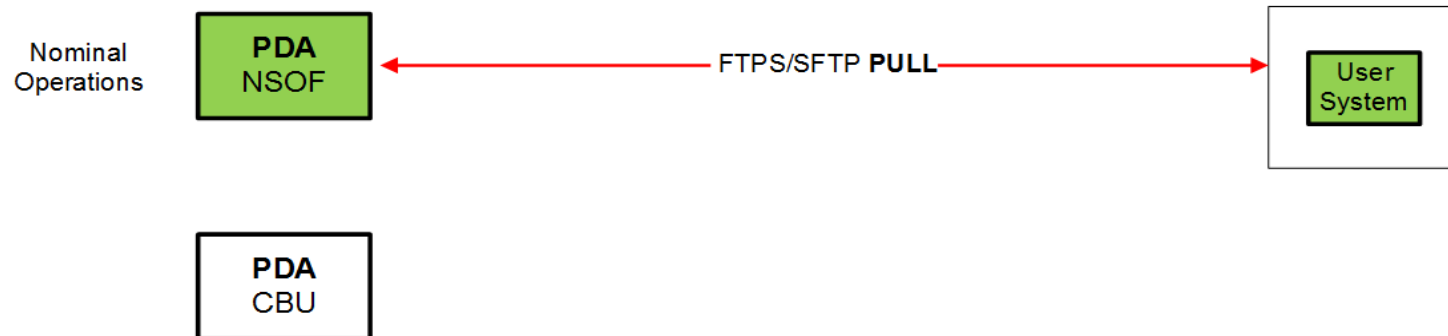 Nominal
Operations
PDA
NSOF
FTPS/SFTP PULL
User
System
PDA
CBU